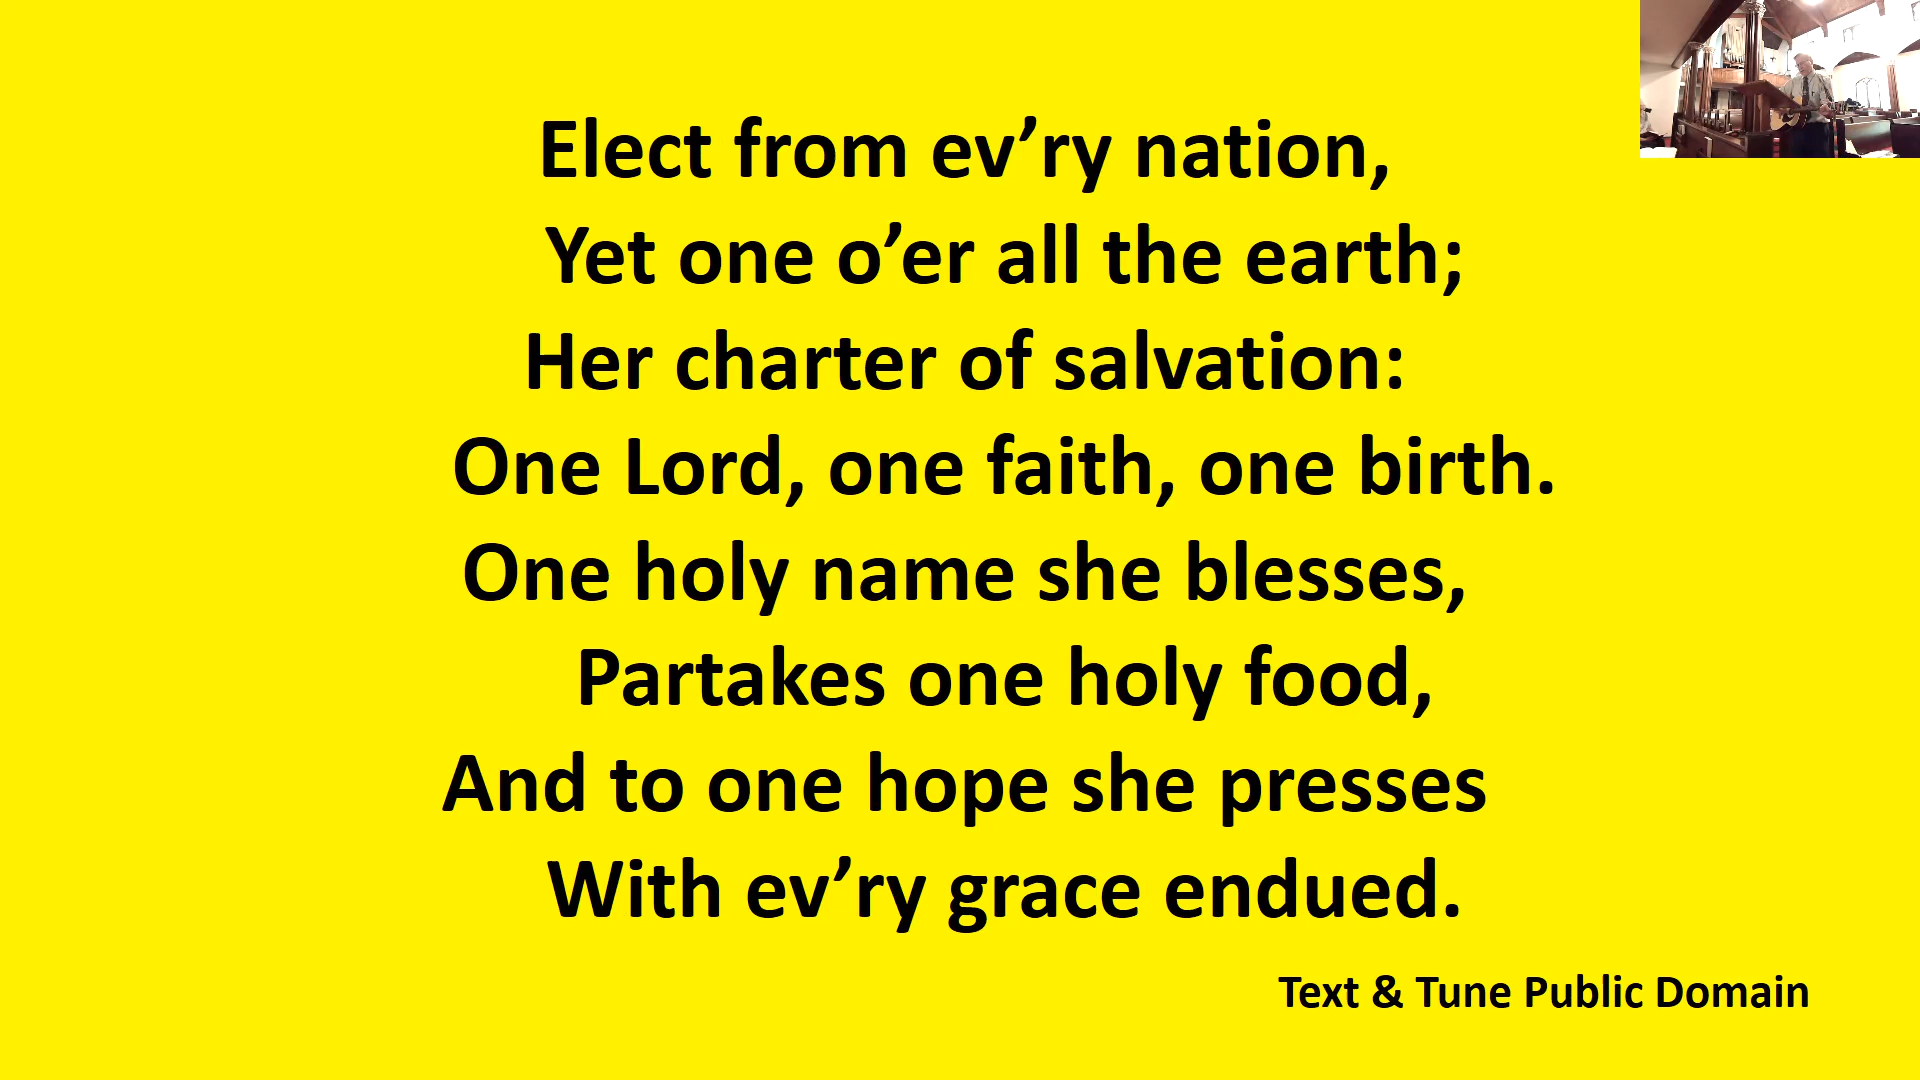 Elect from ev’ry nation,
Yet one o’er all the earth;
Her charter of salvation:
One Lord, one faith, one birth.
One holy name she blesses,
Partakes one holy food,
And to one hope she presses
With ev’ry grace endued.
Text & Tune Public Domain